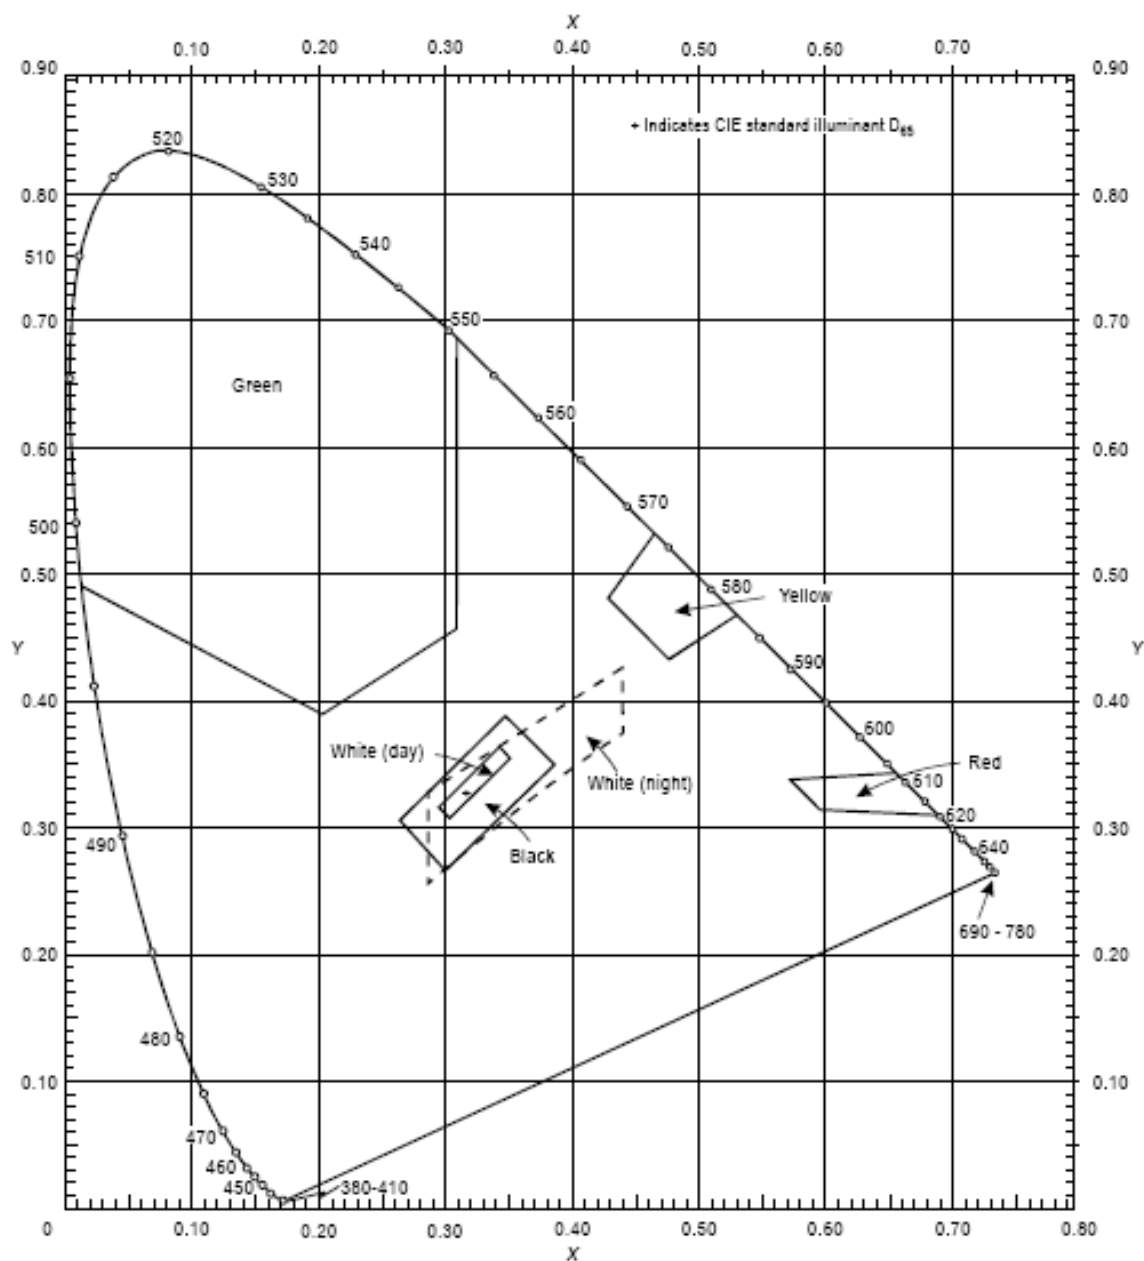 X
0.10 0.20 0.30 0.40 0.50 0.60 0.70
0.90 0.90
+ Indicates CIE standard illuminant D65
520
530
0.80 0.80
540
510
550
0.70 0.70
Green
560
0.60 0.60
570
500
0.50 0.50
580
Yellow
Y Y
590
0.40 0.40
600
White (day)
Red
White (night)
610
620
0.30 0.30
490
640
Black
690 - 780
0.20 0.20
480
0.10 0.10
470
460
450
380-410
0 0.10 0.20 0.30 0.40 0.50 0.60 0.70 0.80
X